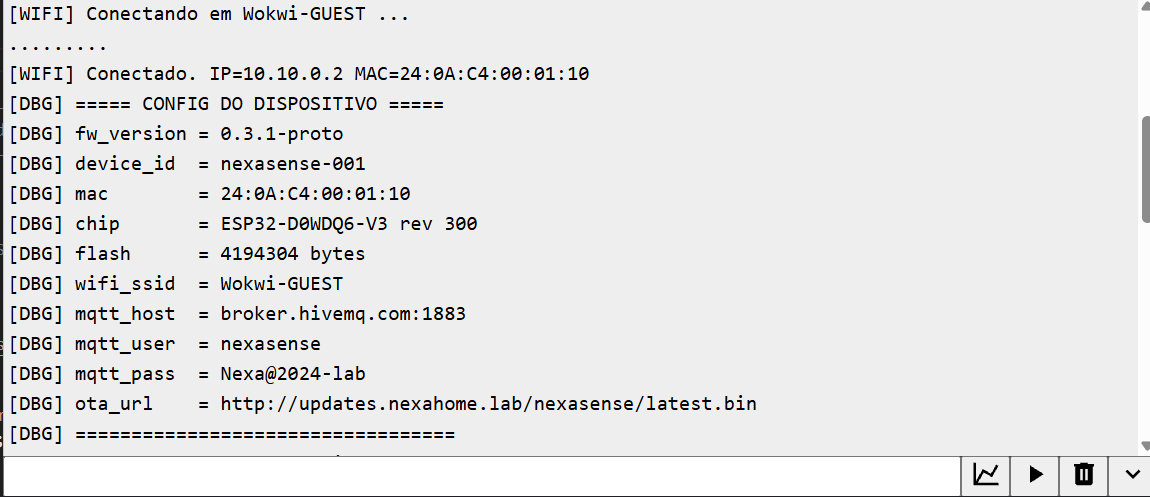 [WIFI] Conectando em Wokwi-GUEST ...
.........
[WIFI] Conectado. IP=10.10.0.2 MAC=24:0A:C4:00:01:10
[DBG] ===== CONFIG DO DISPOSITIVO =====
[DBG] fw_version = 0.3.1-proto
[DBG] device_id  = nexasense-001
[DBG] mac        = 24:0A:C4:00:01:10
[DBG] chip       = ESP32-D0WDQ6-V3 rev 300
[DBG] flash      = 4194304 bytes
[DBG] wifi_ssid  = Wokwi-GUEST
[DBG] mqtt_host  = broker.hivemq.com:1883
[DBG] mqtt_user  = nexasense
[DBG] mqtt_pass  = Nexa@2024-lab
[DBG] ota_url    = http://updates.nexahome.lab/nexasense/latest.bin
[DBG] ==================================